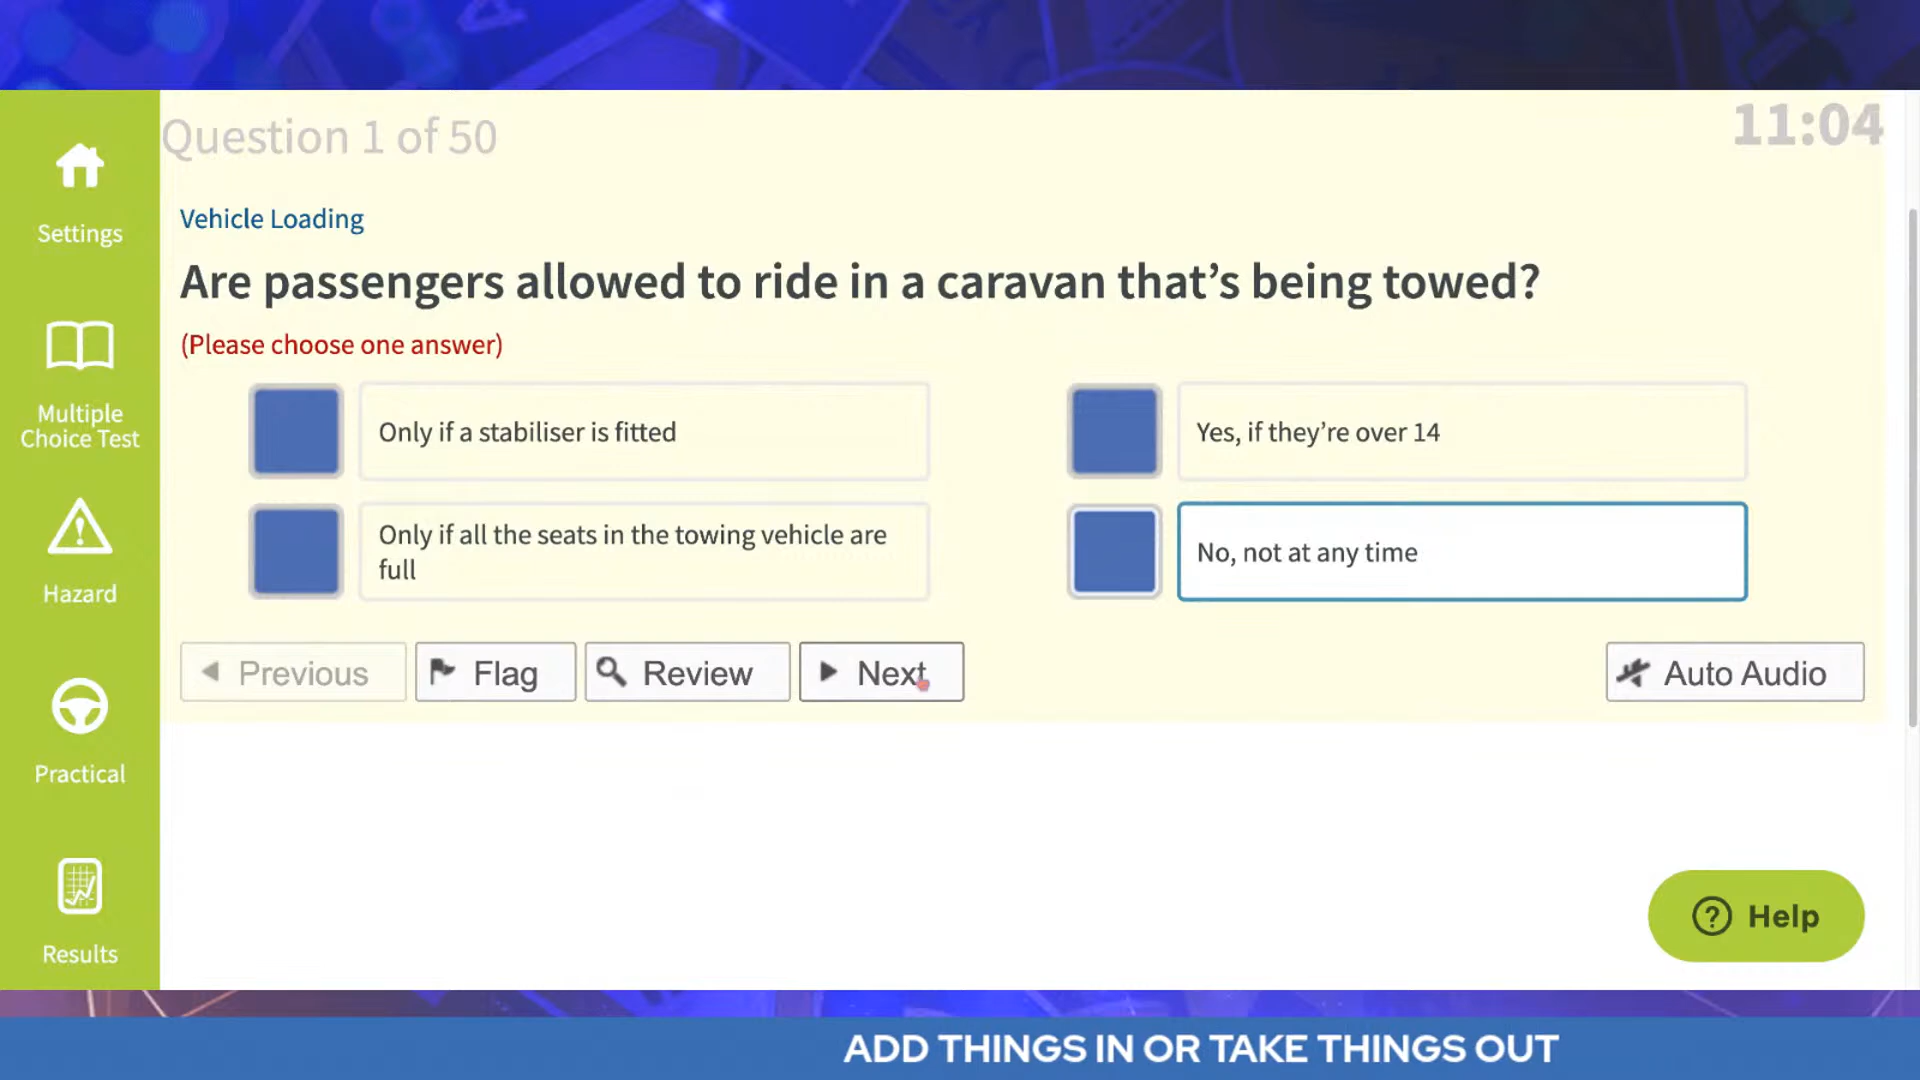 Question 1 of 50
11:04
Settings
Vehicle Loading
Are passengers allowed to ride in a caravan that’s being towed?
(Please choose one answer)
Multiple
Choice Test
Only if a stabiliser is fitted
Yes, if they’re over 14
Only if all the seats in the towing vehicle are
full
No, not at any time
Hazard
Previous
Flag
Review
Next
Auto Audio
Practical
Results
Help
ADD THINGS IN OR TAKE THINGS OUT